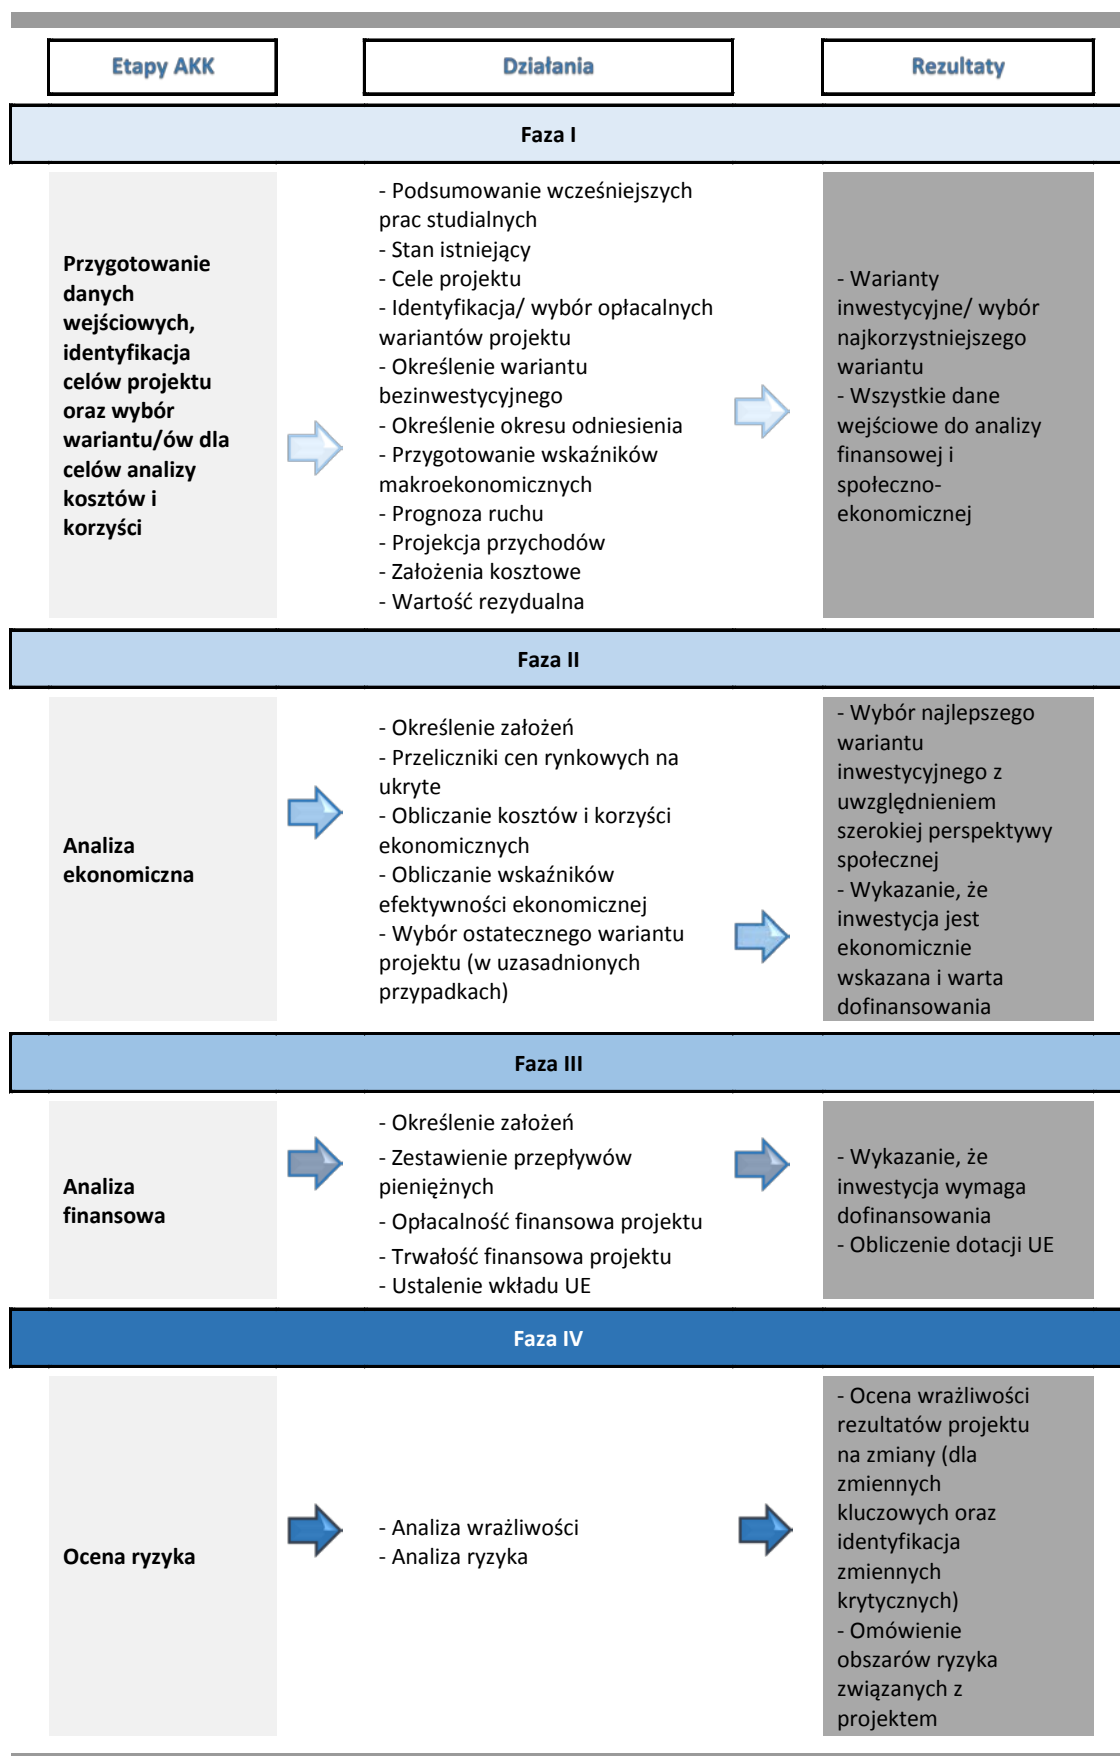 Etapy AKK
Działania
Rezultaty
Faza I
Przygotowanie
danych
wejściowych,
identyfikacja
celów projektu
oraz wybór
wariantu/ów dla
celów analizy
kosztów i
korzyści
- Podsumowanie wcześniejszych
prac studialnych
- Stan istniejący
- Cele projektu
- Identyfikacja/ wybór opłacalnych
wariantów projektu
- Określenie wariantu
bezinwestycyjnego
- Określenie okresu odniesienia
- Przygotowanie wskaźników
makroekonomicznych
- Prognoza ruchu
- Projekcja przychodów
- Założenia kosztowe
- Wartość rezydualna
- Warianty
inwestycyjne/ wybór
najkorzystniejszego
wariantu
- Wszystkie dane
wejściowe do analizy
finansowej i
społeczno-
ekonomicznej
Faza II
Analiza
ekonomiczna
- Określenie założeń
- Przeliczniki cen rynkowych na
ukryte
- Obliczanie kosztów i korzyści
ekonomicznych
- Obliczanie wskaźników
efektywności ekonomicznej
- Wybór ostatecznego wariantu
projektu (w uzasadnionych
przypadkach)
- Wybór najlepszego
wariantu
inwestycyjnego z
uwzględnieniem
szerokiej perspektywy
społecznej
- Wykazanie, że
inwestycja jest
ekonomicznie
wskazana i warta
dofinansowania
Faza III
Analiza
finansowa
- Określenie założeń
- Zestawienie przepływów
pieniężnych
- Opłacalność finansowa projektu
- Trwałość finansowa projektu
- Ustalenie wkładu UE
- Wykazanie, że
inwestycja wymaga
dofinansowania
- Obliczenie dotacji UE
Faza IV
Ocena ryzyka
- Analiza wrażliwości
- Analiza ryzyka
- Ocena wrażliwości
rezultatów projektu
na zmiany (dla
zmiennych
kluczowych oraz
identyfikacja
zmiennych
krytycznych)
- Omówienie
obszarów ryzyka
związanych z
projektem